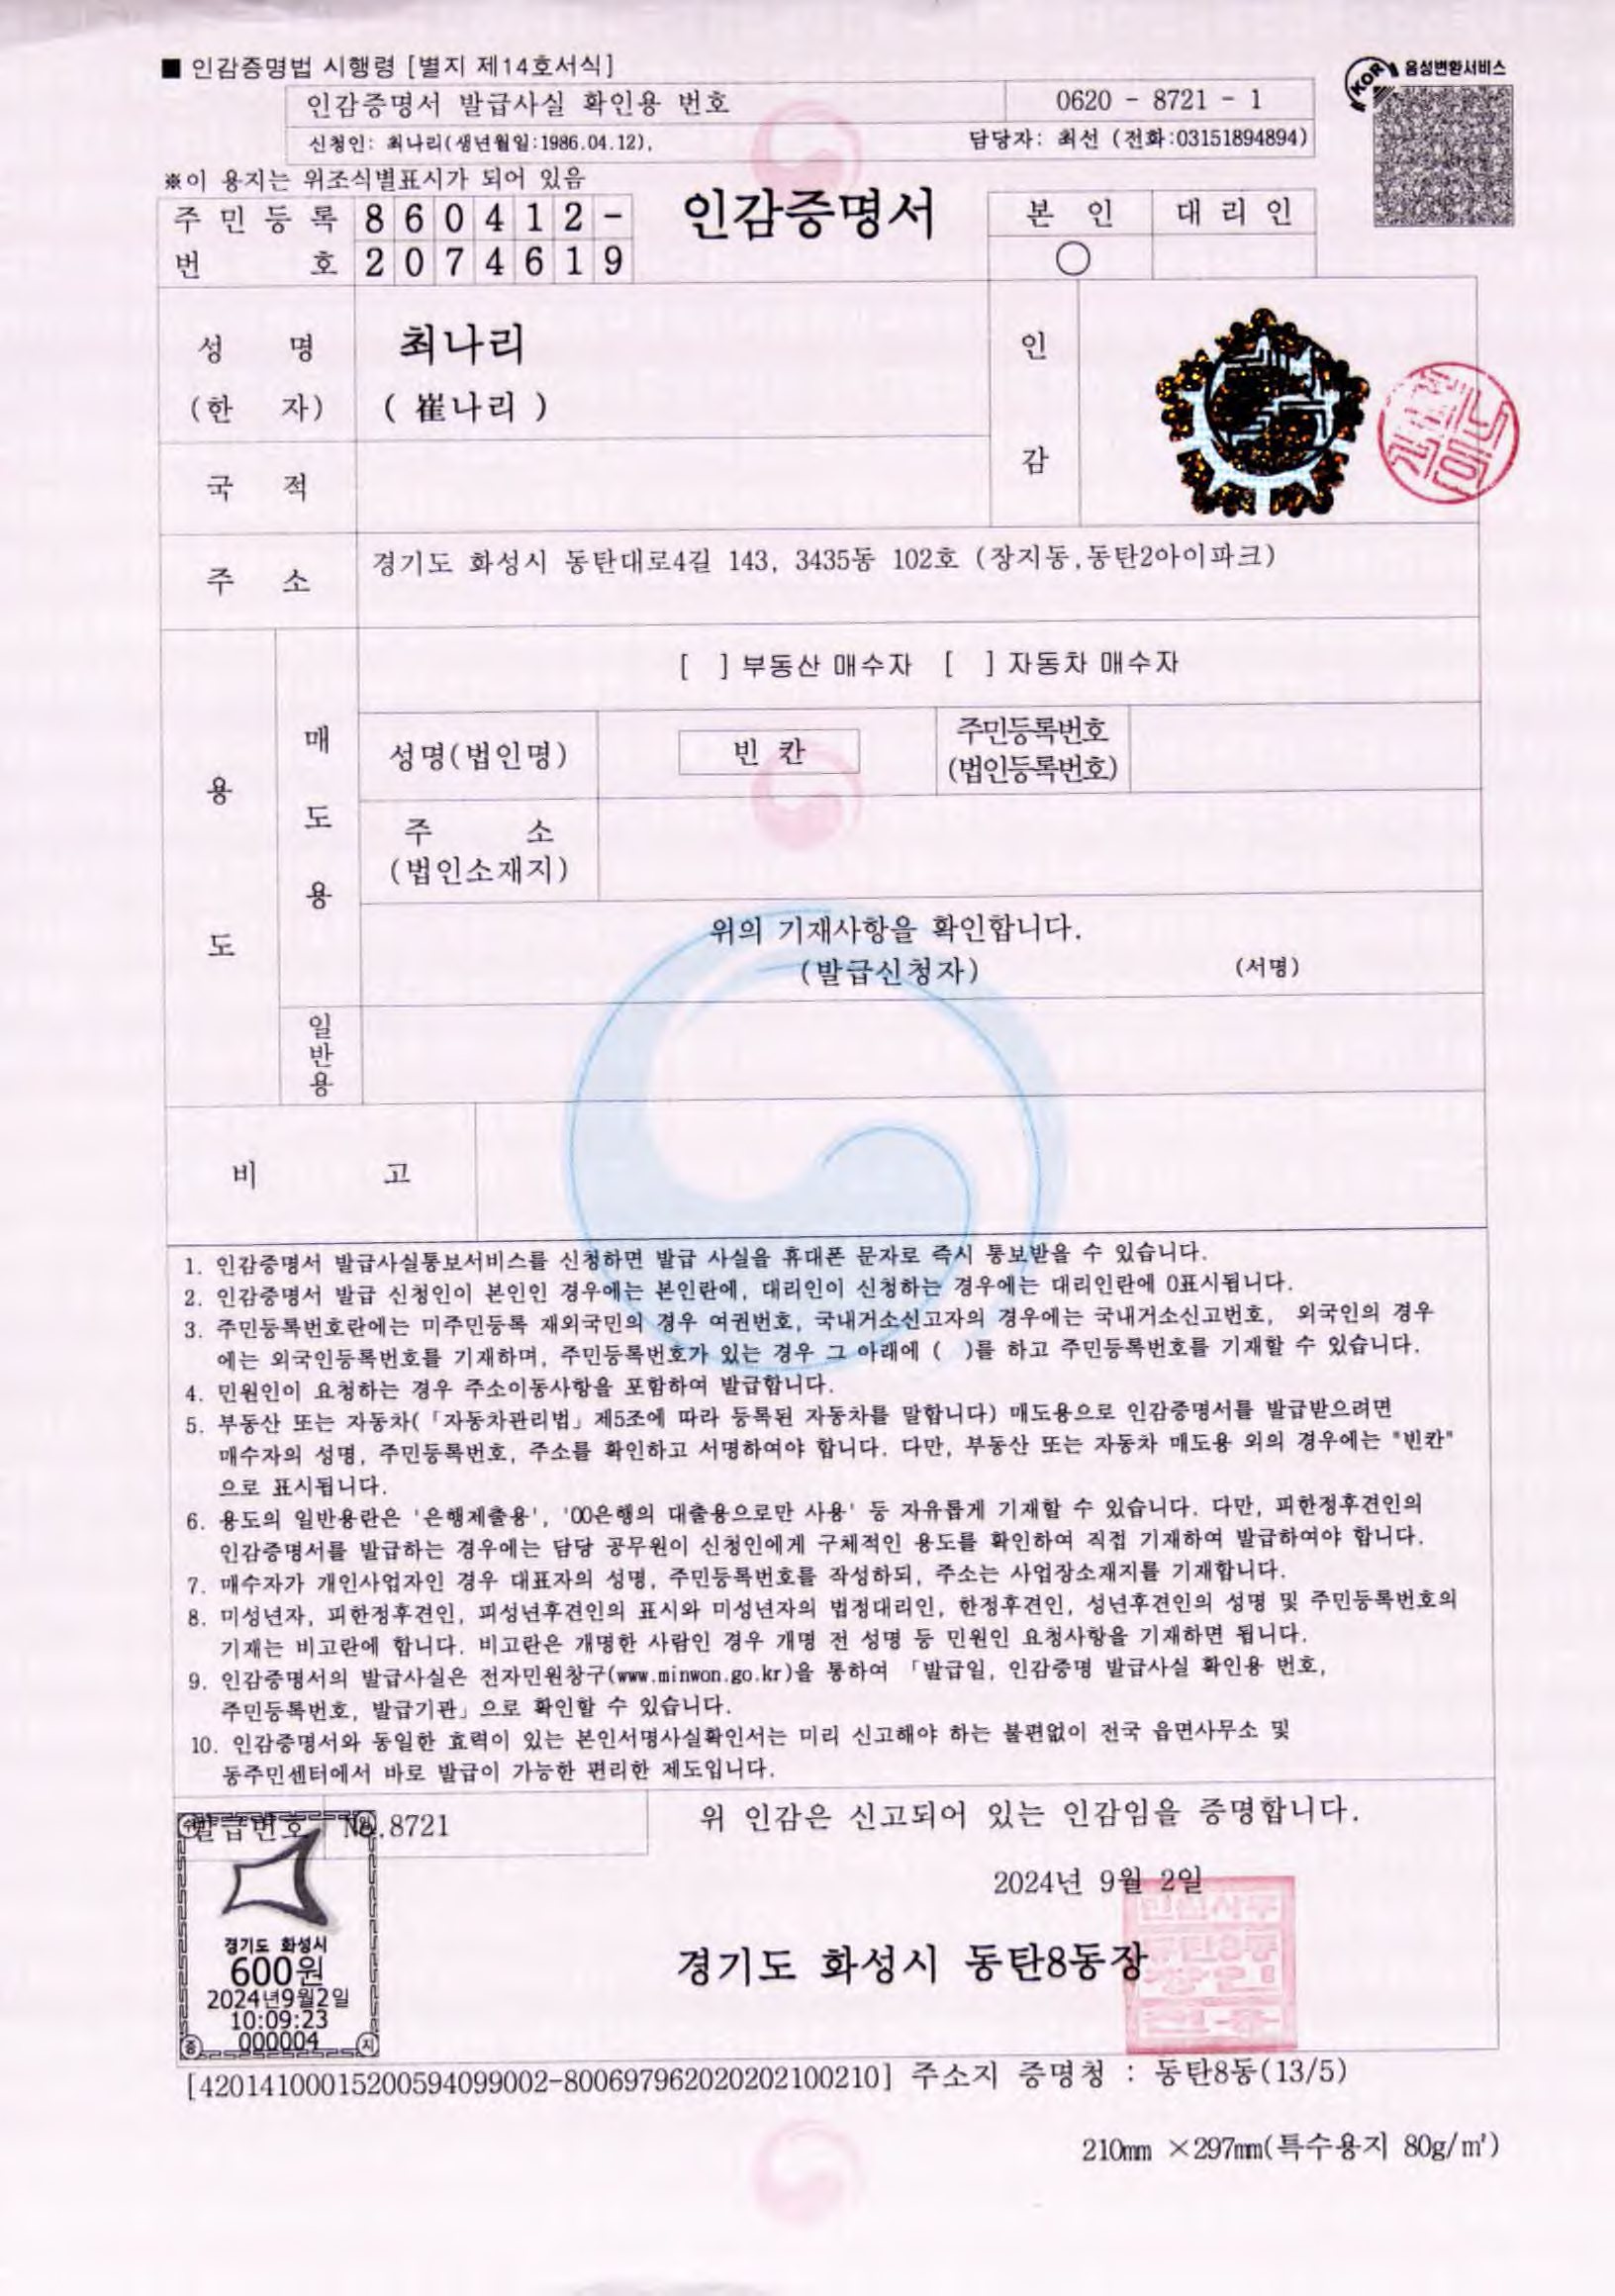 ■ 인감증명법 시행령 [별지 제14호서식]
음성변환서비스
KOR
인감증명서 발급사실 확인용 번호 0620 - 8721 - 1
신청인: 최나리(생년월일:1986.04.12), 담당자: 최선 (전화:03151894894)
※이 용지는 위조식별표시가 되어 있음
주민등록 860412-
번호 2074619
인감증명서
본 인 대 리 인
○
성 명 최나리
(한 자) ( 崔나리 )
인
감
국 적
주 소 경기도 화성시 동탄대로4길 143, 3435동 102호 (장지동,동탄2아이파크)
용
도
매
도
용
[ ] 부동산 매수자 [ ] 자동차 매수자
성명(법인명) 빈 칸 주민등록번호
(법인등록번호)
주 소
(법인소재지)
위의 기재사항을 확인합니다.
(발급신청자) (서명)
일
반
용
비 고
1. 인감증명서 발급사실통보서비스를 신청하면 발급 사실을 휴대폰 문자로 즉시 통보받을 수 있습니다.
2. 인감증명서 발급 신청인이 본인인 경우에는 본인란에, 대리인이 신청하는 경우에는 대리인란에 0표시됩니다.
3. 주민등록번호란에는 미주민등록 재외국민의 경우 여권번호, 국내거소신고자의 경우에는 국내거소신고번호, 외국인의 경우
에는 외국인등록번호를 기재하며, 주민등록번호가 있는 경우 그 아래에 ( )를 하고 주민등록번호를 기재할 수 있습니다.
4. 민원인이 요청하는 경우 주소이동사항을 포함하여 발급합니다.
5. 부동산 또는 자동차(「자동차관리법」 제5조에 따라 등록된 자동차를 말합니다) 매도용으로 인감증명서를 발급받으려면
매수자의 성명, 주민등록번호, 주소를 확인하고 서명하여야 합니다. 다만, 부동산 또는 자동차 매도용 외의 경우에는 "빈칸"
으로 표시됩니다.
6. 용도의 일반용란은 '은행제출용', '00은행의 대출용으로만 사용' 등 자유롭게 기재할 수 있습니다. 다만, 피한정후견인의
인감증명서를 발급하는 경우에는 담당 공무원이 신청인에게 구체적인 용도를 확인하여 직접 기재하여 발급하여야 합니다.
7. 매수자가 개인사업자인 경우 대표자의 성명, 주민등록번호를 작성하되, 주소는 사업장소재지를 기재합니다.
8. 미성년자, 피한정후견인, 피성년후견인의 표시와 미성년자의 법정대리인, 한정후견인, 성년후견인의 성명 및 주민등록번호의
기재는 비고란에 합니다. 비고란은 개명한 사람인 경우 개명 전 성명 등 민원인 요청사항을 기재하면 됩니다.
9. 인감증명서의 발급사실은 전자민원창구(www.minwon.go.kr)을 통하여 「발급일, 인감증명 발급사실 확인용 번호,
주민등록번호, 발급기관」으로 확인할 수 있습니다.
10. 인감증명서와 동일한 효력이 있는 본인서명사실확인서는 미리 신고해야 하는 불편없이 전국 읍면사무소 및
동주민센터에서 바로 발급이 가능한 편리한 제도입니다.
발급번호 No.8721
위 인감은 신고되어 있는 인감임을 증명합니다.
2024년 9월 2일
경기도 화성시 동탄8동장
경기도 화성시
600원
2024년9월2일
10:09:23
000004
[42014100015200594099002-800697962020202100210] 주소지 증명청 : 동탄8동(13/5)
210mm ×297mm(특수용지 80g/㎡)